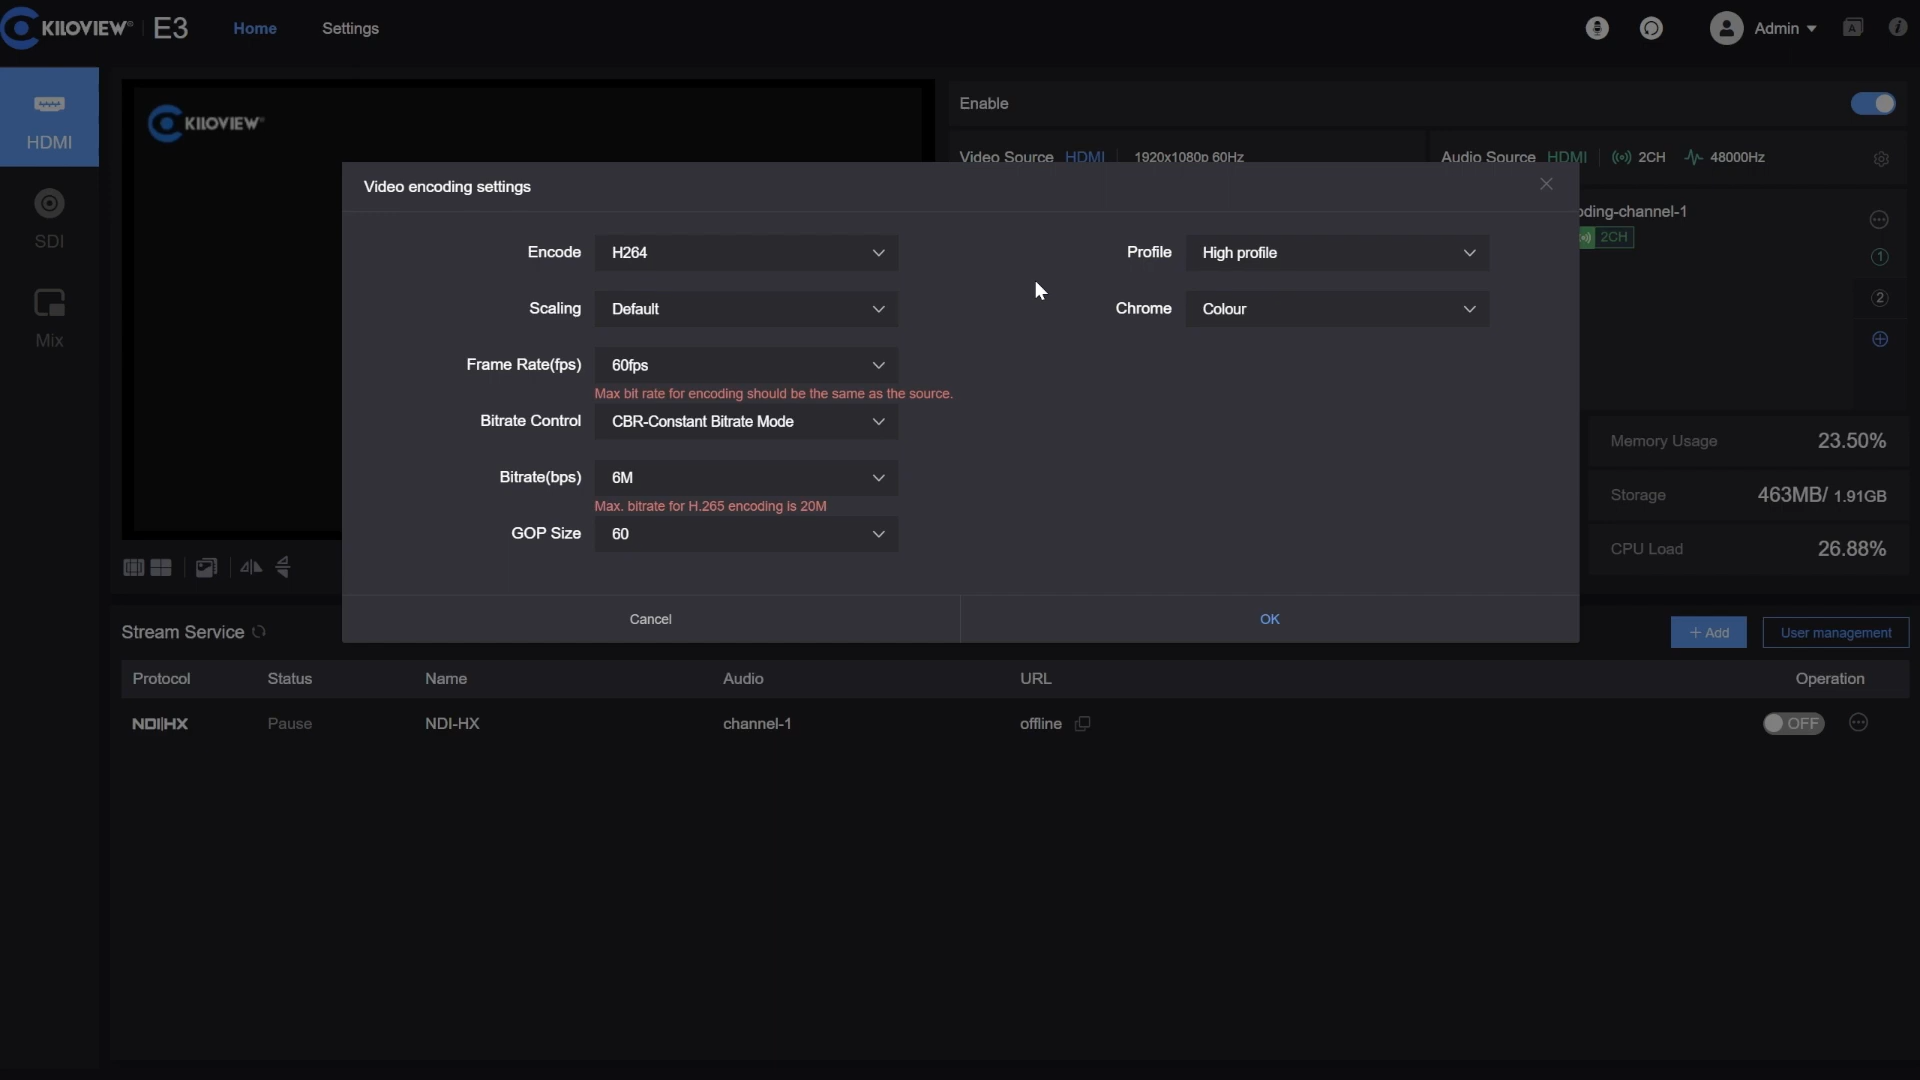 KILOVIEW® E3 Home Settings Admin A i
HDMI
SDI
Mix
KILOVIEW®
Enable
Video Source HDMI 1920x1080p 60Hz
Audio Source HDMI 2CH 48000Hz
oding-channel-1
2CH
1
2
Video encoding settings
Encode H264
Profile High profile
Scaling Default
Chrome Colour
Frame Rate(fps) 60fps
Max bit rate for encoding should be the same as the source.
Bitrate Control CBR-Constant Bitrate Mode
Bitrate(bps) 6M
Max. bitrate for H.265 encoding is 20M
GOP Size 60
Cancel
OK
Memory Usage 23.50%
Storage 463MB/ 1.91GB
CPU Load 26.88%
Stream Service
+ Add
User management
Protocol Status Name Audio URL Operation
NDI|HX Pause NDI-HX channel-1 offline OFF